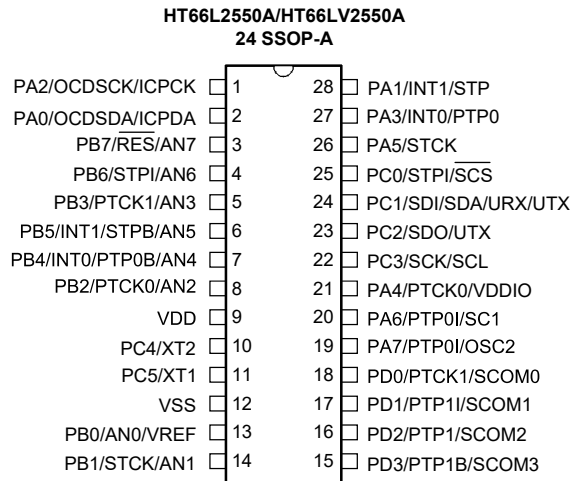 HT66L2550A/HT66LV2550A
24 SSOP-A
PA2/OCDSCK/ICPCK 1 28 PA1/INT1/STP
PA0/OCDSDA/ICPDA 2 27 PA3/INT0/PTP0
PB7/RES/AN7 3 26 PA5/STCK
PB6/STPI/AN6 4 25 PC0/STPI/SCS
PB3/PTCK1/AN3 5 24 PC1/SDI/SDA/URX/UTX
PB5/INT1/STPB/AN5 6 23 PC2/SDO/UTX
PB4/INT0/PTP0B/AN4 7 22 PC3/SCK/SCL
PB2/PTCK0/AN2 8 21 PA4/PTCK0/VDDIO
VDD 9 20 PA6/PTP0I/SC1
PC4/XT2 10 19 PA7/PTP0I/OSC2
PC5/XT1 11 18 PD0/PTCK1/SCOM0
VSS 12 17 PD1/PTP1I/SCOM1
PB0/AN0/VREF 13 16 PD2/PTP1/SCOM2
PB1/STCK/AN1 14 15 PD3/PTP1B/SCOM3